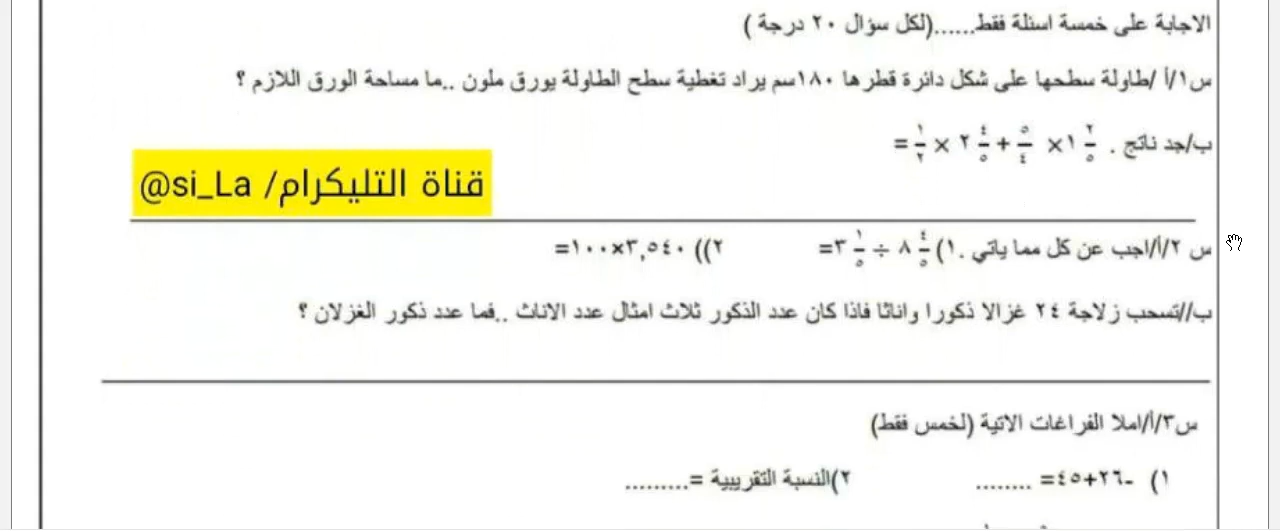 الاجابة على خمسة اسئلة فقط......(لكل سؤال ٢٠ درجة )
س١/أ /طاولة سطحها على شكل دائرة قطرها ١٨٠سم يراد تغطية سطح الطاولة بورق ملون ..ما مساحة الورق اللازم ؟
ب/جد ناتج . ١ ٢/٥ × ٥/٤ + ٢ ٤/٥ × ١/٢ =
قناة التليكرام/ @si_La
س ٢/أ/اجب عن كل مما ياتي .١) ٨ ٤/٥ ÷ ٣ ١/٥ = ٢)) ٣,٥٤٠×١٠٠=
ب//تسحب زلاجة ٢٤ غزالا ذكورا واناثا فاذا كان عدد الذكور ثلاث امثال عدد الاناث ..فما عدد ذكور الغزلان ؟
س٣/أ/املا الفراغات الاتية (لخمس فقط)
١) -٢٦+٤٥= ........ ٢)النسبة التقريبية =.........